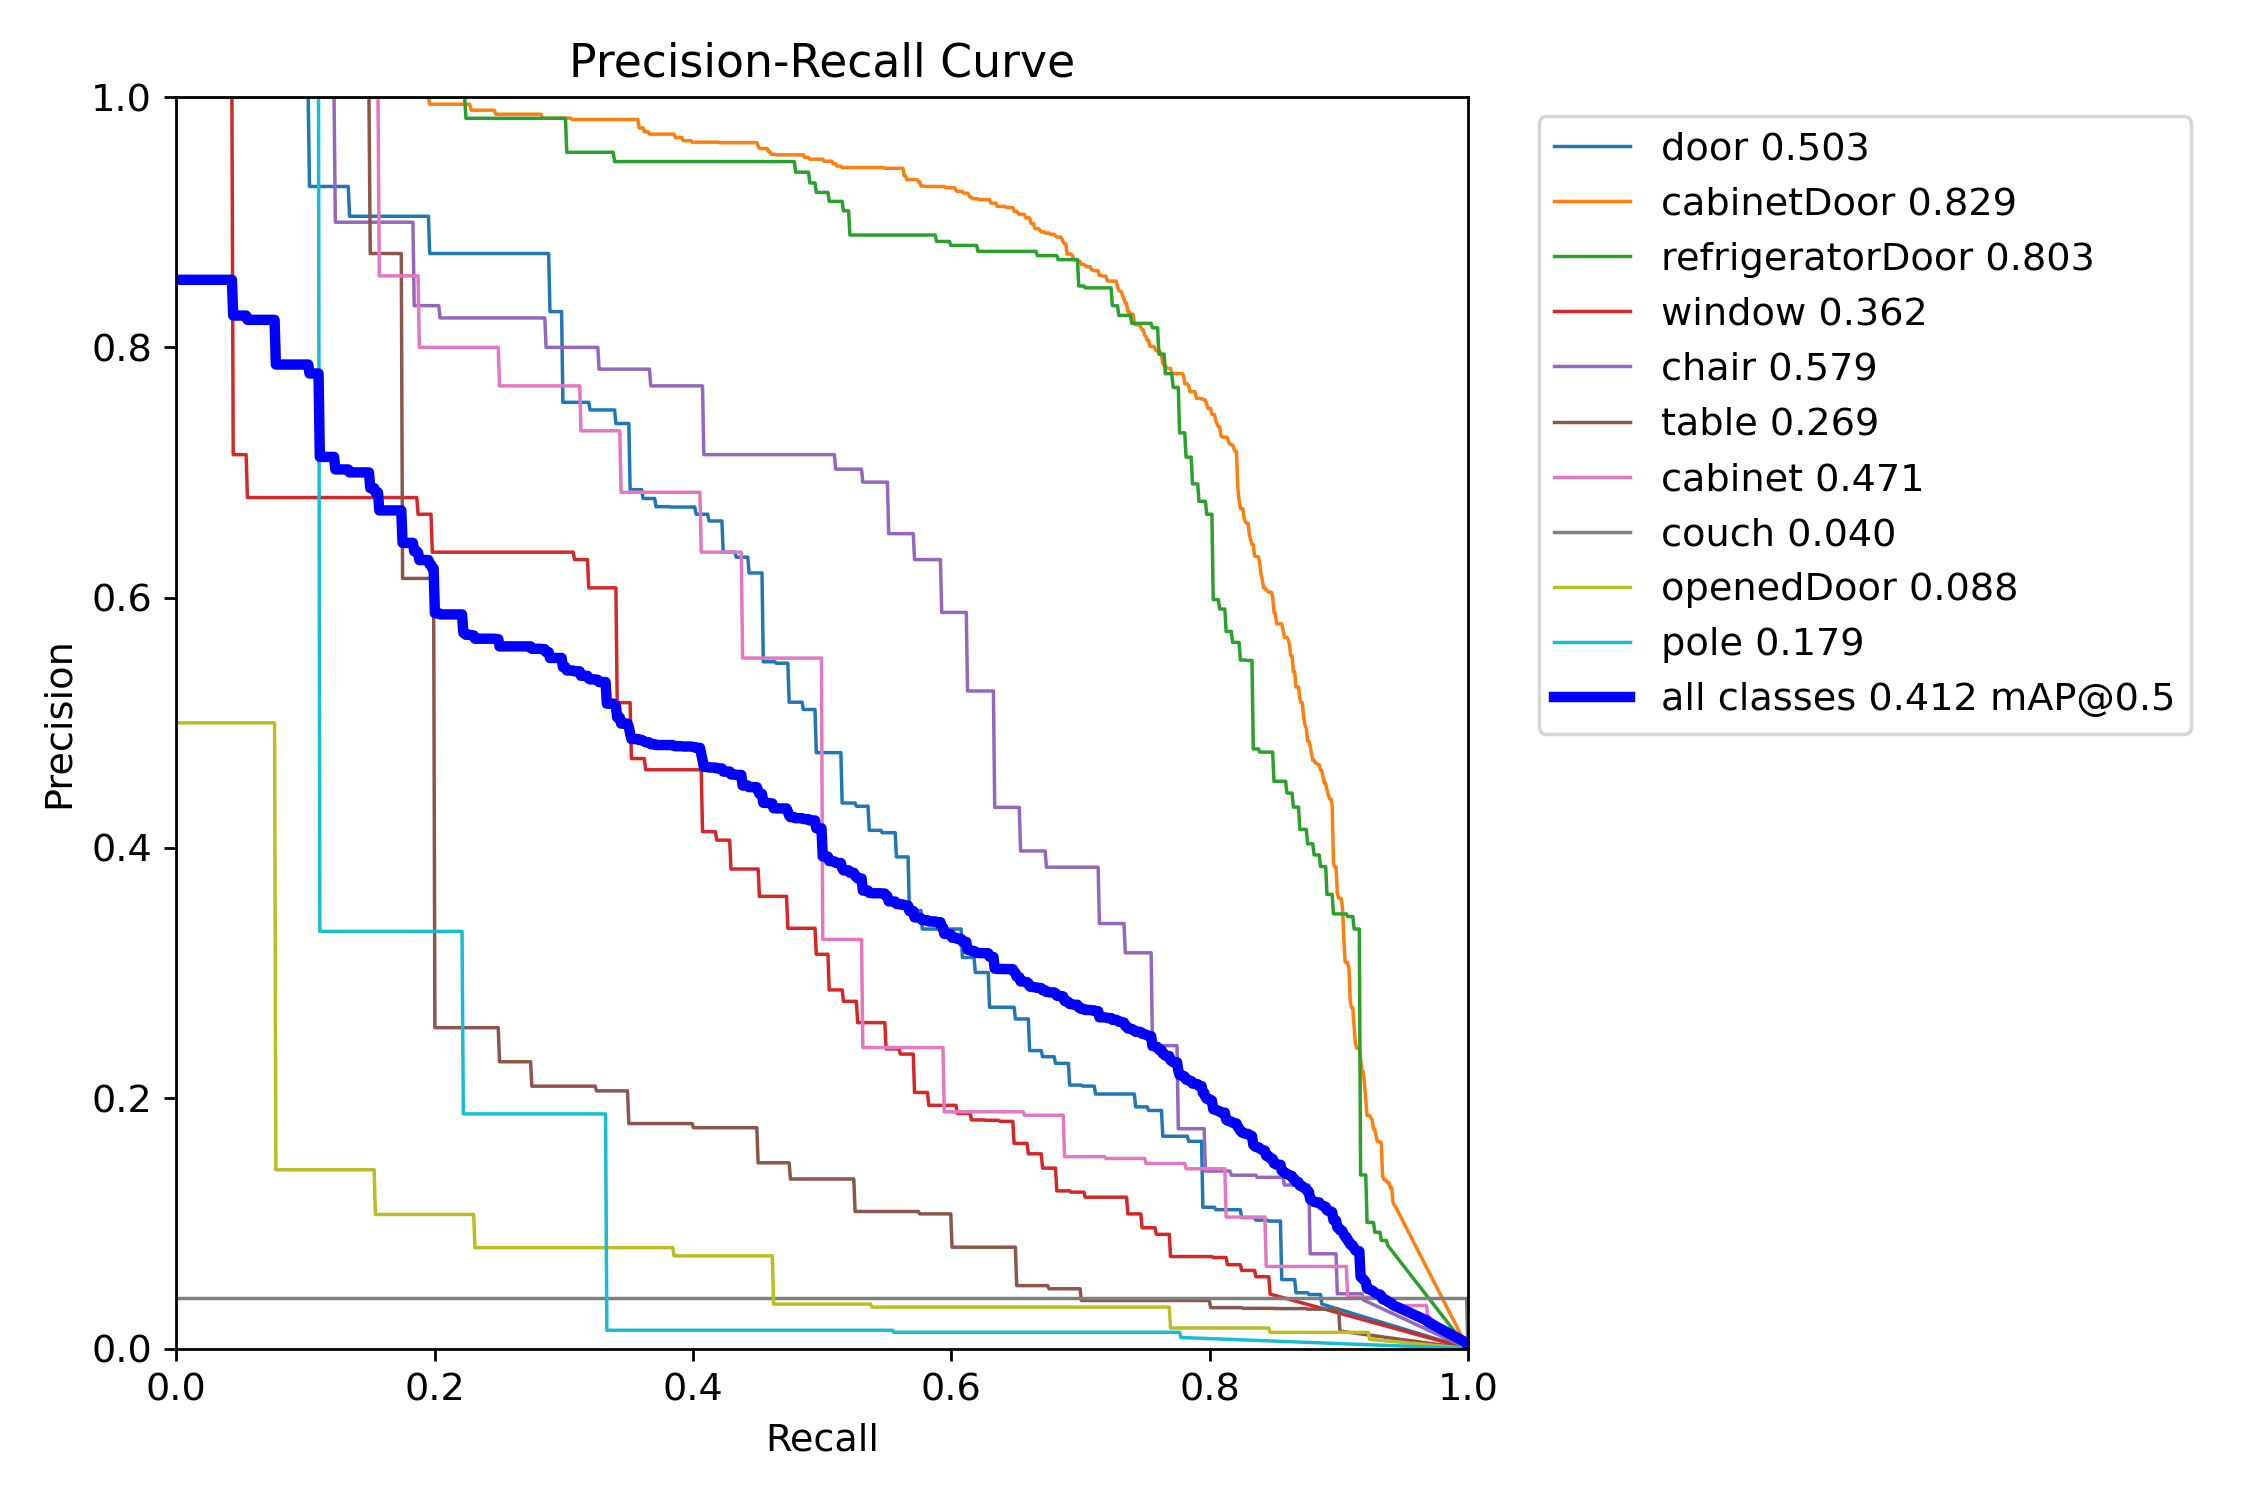 Precision-Recall Curve
1.0
0.8
0.6
0.4
0.2
0.0
Precision
0.0 0.2 0.4 0.6 0.8 1.0
Recall
door 0.503
cabinetDoor 0.829
refrigeratorDoor 0.803
window 0.362
chair 0.579
table 0.269
cabinet 0.471
couch 0.040
openedDoor 0.088
pole 0.179
all classes 0.412 mAP@0.5